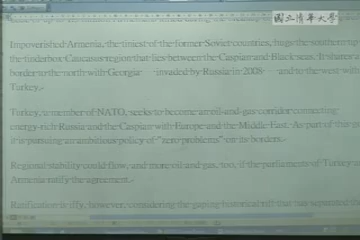 國立清華大學
Impoverished Armenia, the tiniest of the former Soviet countries, hugs the southern tip
the tinderbox Caucasus region that lies between the Caspian and Black seas. It shares a
border to the north with Georgia invaded by Russia in 2008 and to the west with
Turkey.
Turkey, a member of NATO, seeks to become an oil-and-gas corridor connecting
energy-rich Russia and the Caspian with Europe and the Middle East. As part of this
it is pursuing an ambitious policy of "zero problems" on its borders.
Regional stability could flow, and more oil and gas, too, if the parliaments of Turkey
Armenia ratify the agreement.
Ratification is iffy, however, considering the gaping historical rift that has separated the